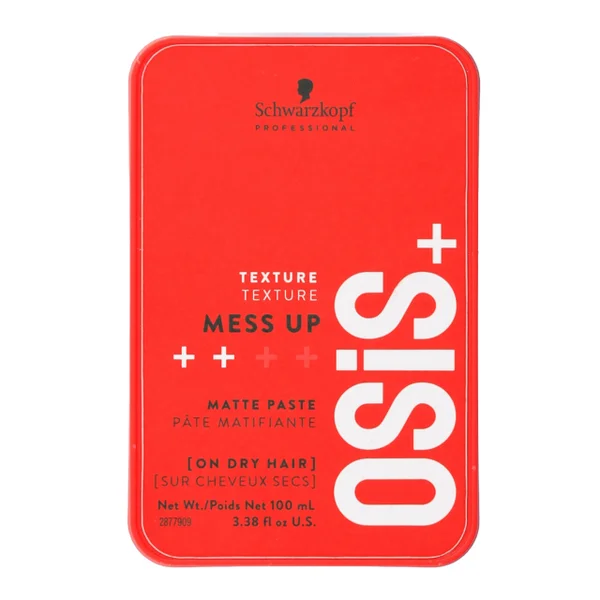 Schwarzkopf
PROFESSIONAL
TEXTURE
TEXTURE
MESS UP
++++
MATTE PASTE
PÂTE MATIFIANTE
[ON DRY HAIR]
[SUR CHEVEUX SECS]
Net Wt./Poids Net 100 mL
2877909 3.38 fl oz U.S.
OSiS+